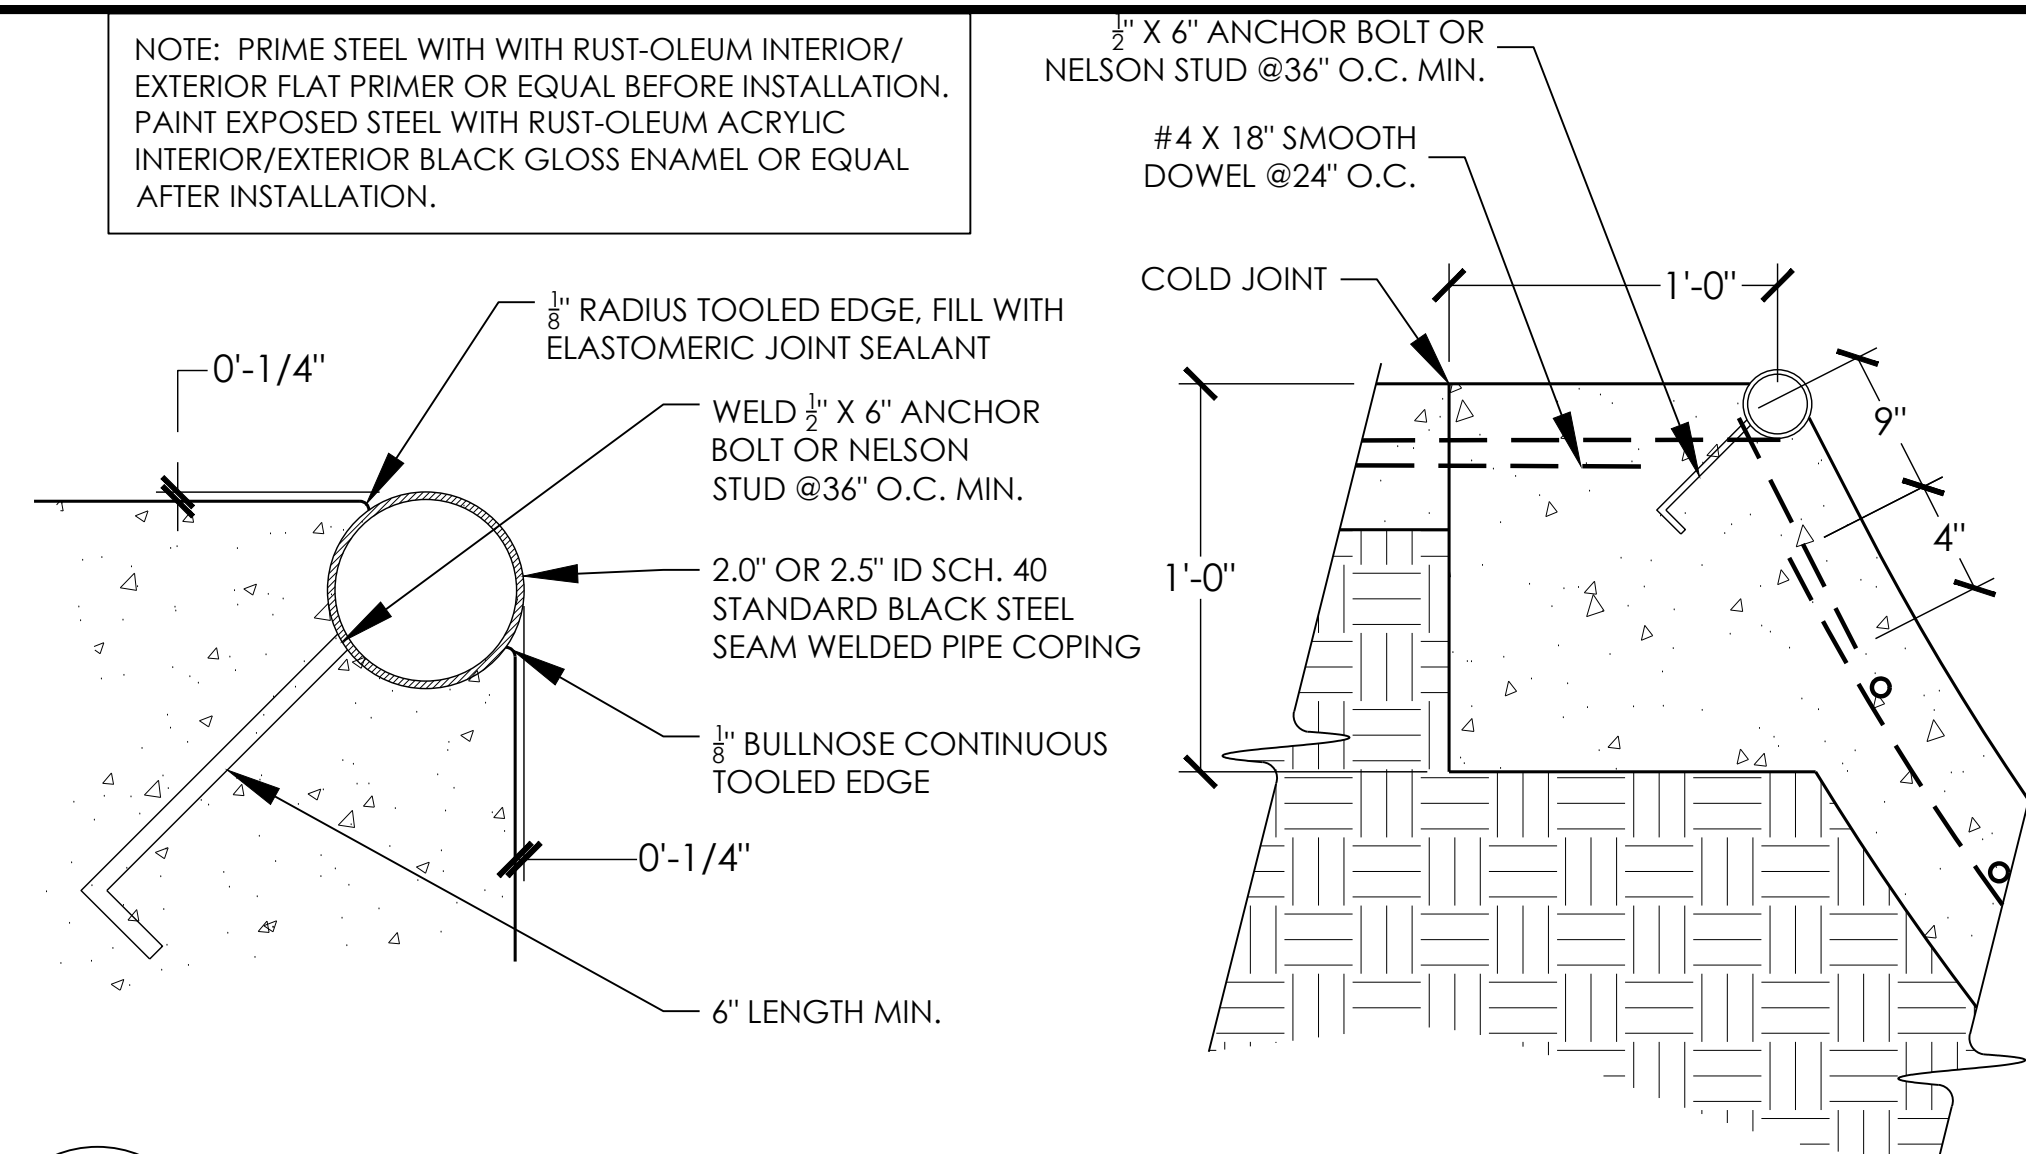 NOTE: PRIME STEEL WITH WITH RUST-OLEUM INTERIOR/
EXTERIOR FLAT PRIMER OR EQUAL BEFORE INSTALLATION.
PAINT EXPOSED STEEL WITH RUST-OLEUM ACRYLIC
INTERIOR/EXTERIOR BLACK GLOSS ENAMEL OR EQUAL
AFTER INSTALLATION.
0'-1/4"
1/8" RADIUS TOOLED EDGE, FILL WITH
ELASTOMERIC JOINT SEALANT
WELD 1/2" X 6" ANCHOR
BOLT OR NELSON
STUD @36" O.C. MIN.
2.0" OR 2.5" ID SCH. 40
STANDARD BLACK STEEL
SEAM WELDED PIPE COPING
1/8" BULLNOSE CONTINUOUS
TOOLED EDGE
0'-1/4"
6" LENGTH MIN.
1/2" X 6" ANCHOR BOLT OR
NELSON STUD @36" O.C. MIN.
#4 X 18" SMOOTH
DOWEL @24" O.C.
COLD JOINT
1'-0"
9"
4"
1'-0"